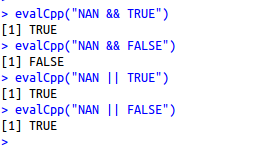 > evalCpp("NAN && TRUE")
[1] TRUE
> evalCpp("NAN && FALSE")
[1] FALSE
> evalCpp("NAN || TRUE")
[1] TRUE
> evalCpp("NAN || FALSE")
[1] TRUE
>